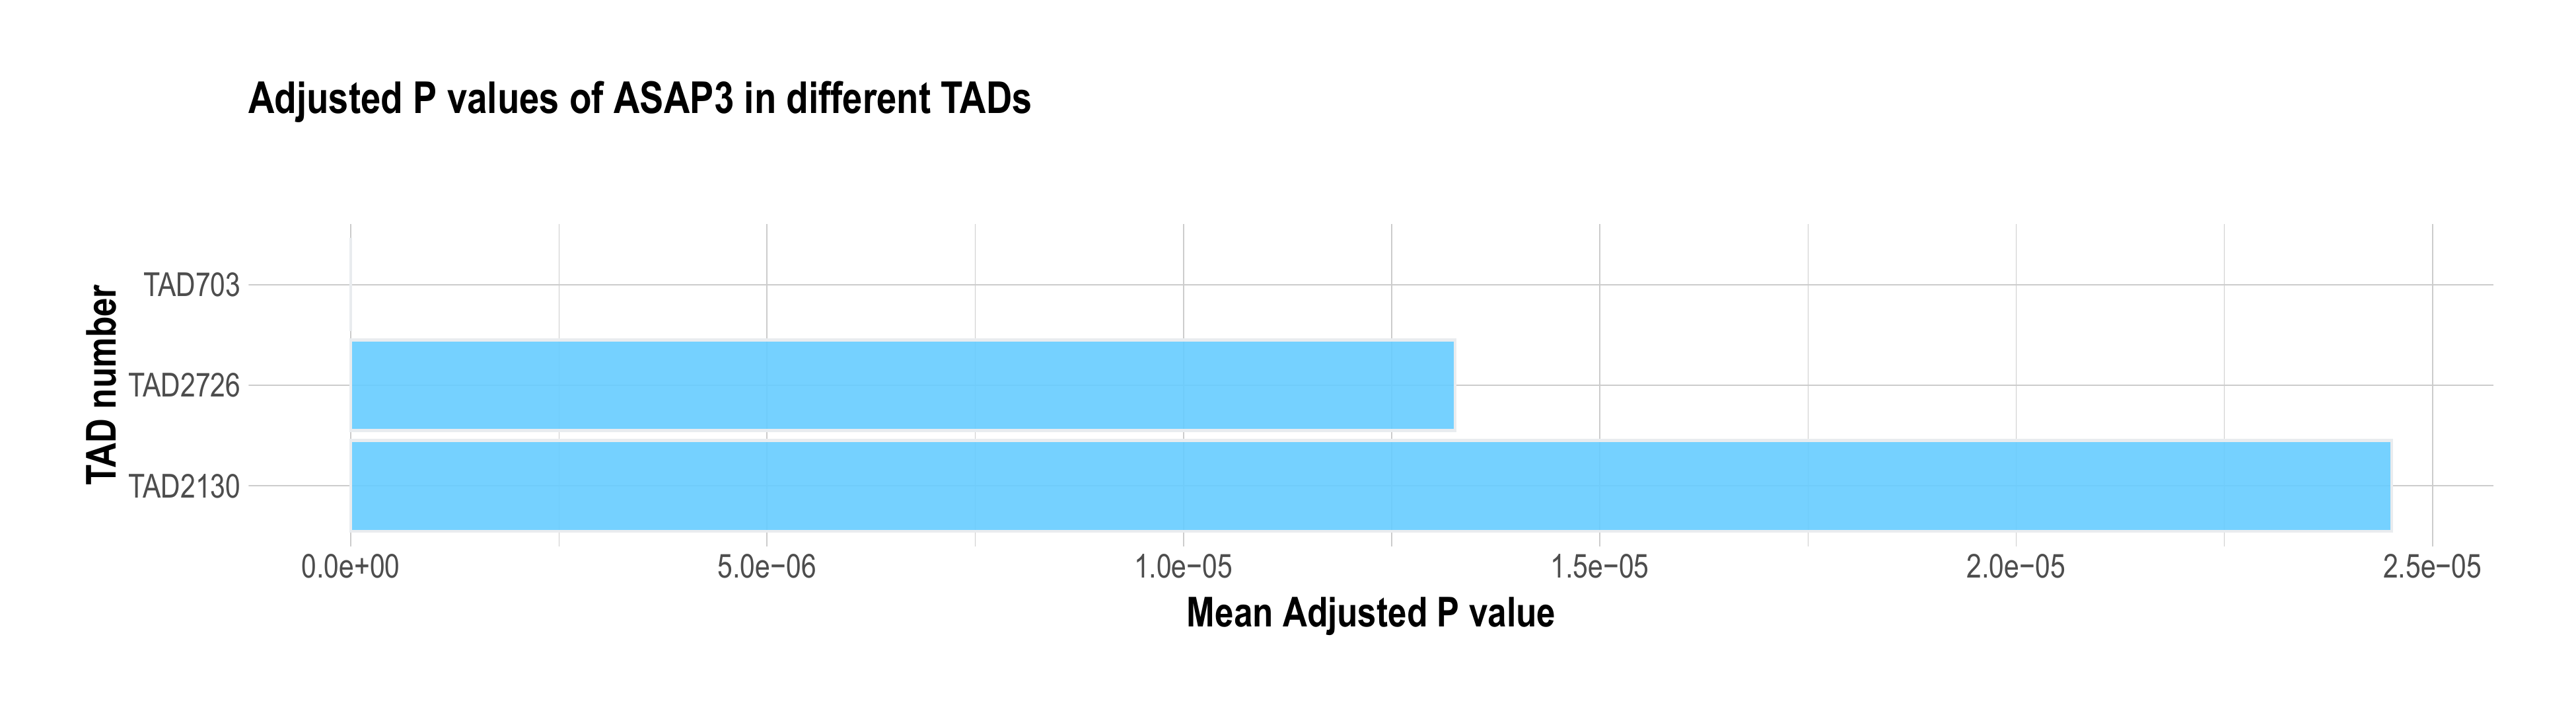 Adjusted P values of ASAP3 in different TADs
TAD number
TAD703
TAD2726
TAD2130
0.0e+00 5.0e−06 1.0e−05 1.5e−05 2.0e−05 2.5e−05
Mean Adjusted P value